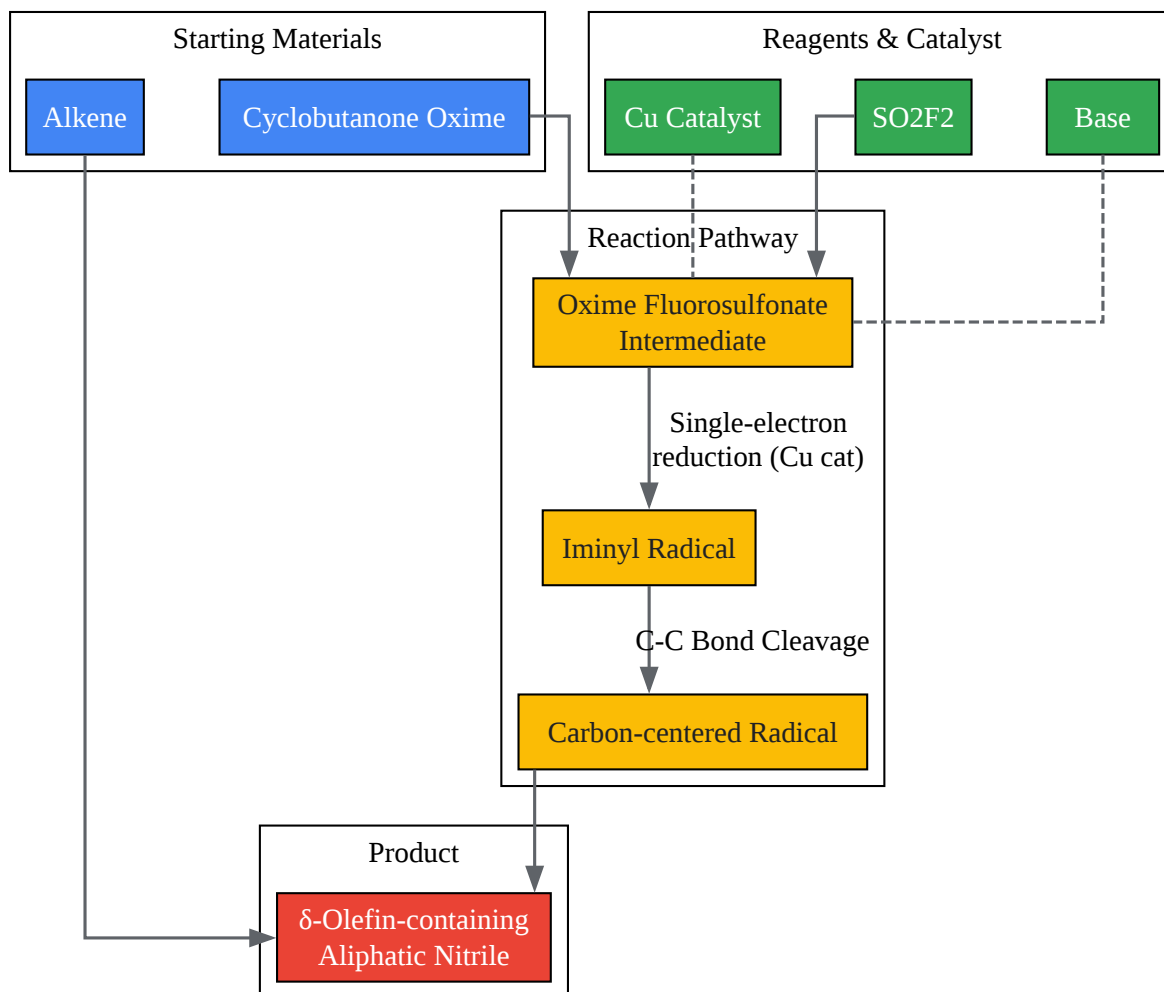 Starting Materials
Reagents & Catalyst
Alkene
Cyclobutanone Oxime
Cu Catalyst
SO2F2
Base
Reaction Pathway
Oxime Fluorosulfonate
Intermediate
Single-electron
reduction (Cu cat)
Iminyl Radical
C-C Bond Cleavage
Carbon-centered Radical
Product
δ-Olefin-containing
Aliphatic Nitrile